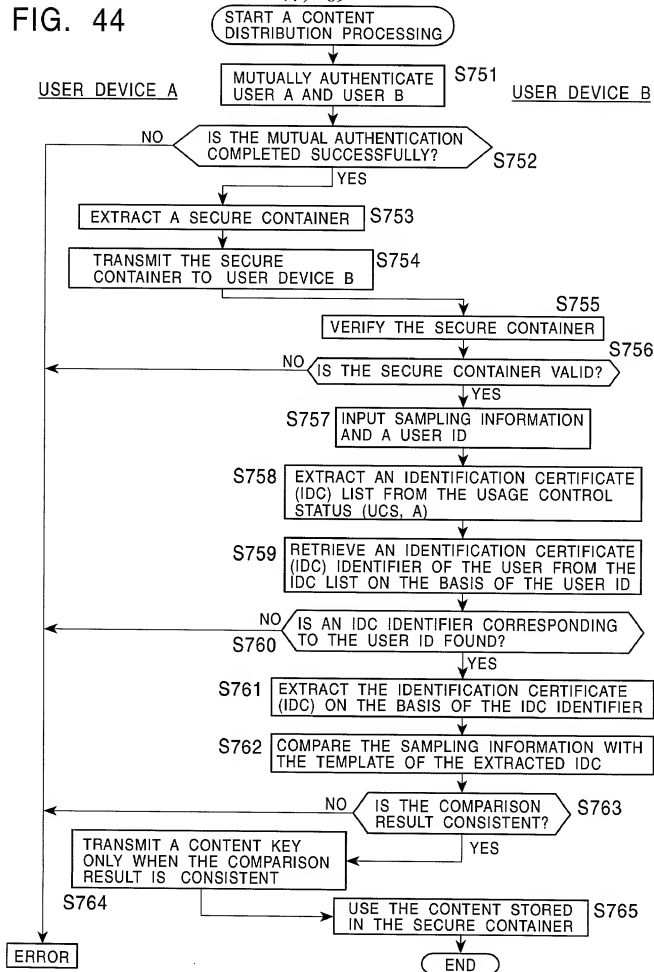 FIG. 44
START A CONTENT
DISTRIBUTION PROCESSING
USER DEVICE A
MUTUALLY AUTHENTICATE
USER A AND USER B
S751
USER DEVICE B
NO
IS THE MUTUAL AUTHENTICATION
COMPLETED SUCCESSFULLY?
S752
YES
EXTRACT A SECURE CONTAINER
S753
TRANSMIT THE SECURE
CONTAINER TO USER DEVICE B
S754
S755
VERIFY THE SECURE CONTAINER
S756
NO
IS THE SECURE CONTAINER VALID?
YES
S757
INPUT SAMPLING INFORMATION
AND A USER ID
S758
EXTRACT AN IDENTIFICATION CERTIFICATE
(IDC) LIST FROM THE USAGE CONTROL
STATUS (UCS, A)
S759
RETRIEVE AN IDENTIFICATION CERTIFICATE
(IDC) IDENTIFIER OF THE USER FROM THE
IDC LIST ON THE BASIS OF THE USER ID
NO
S760
IS AN IDC IDENTIFIER CORRESPONDING
TO THE USER ID FOUND?
YES
S761
EXTRACT THE IDENTIFICATION CERTIFICATE
(IDC) ON THE BASIS OF THE IDC IDENTIFIER
S762
COMPARE THE SAMPLING INFORMATION WITH
THE TEMPLATE OF THE EXTRACTED IDC
NO
IS THE COMPARISON
RESULT CONSISTENT?
S763
YES
TRANSMIT A CONTENT KEY
ONLY WHEN THE COMPARISON
RESULT IS CONSISTENT
S764
USE THE CONTENT STORED
IN THE SECURE CONTAINER
S765
ERROR
END